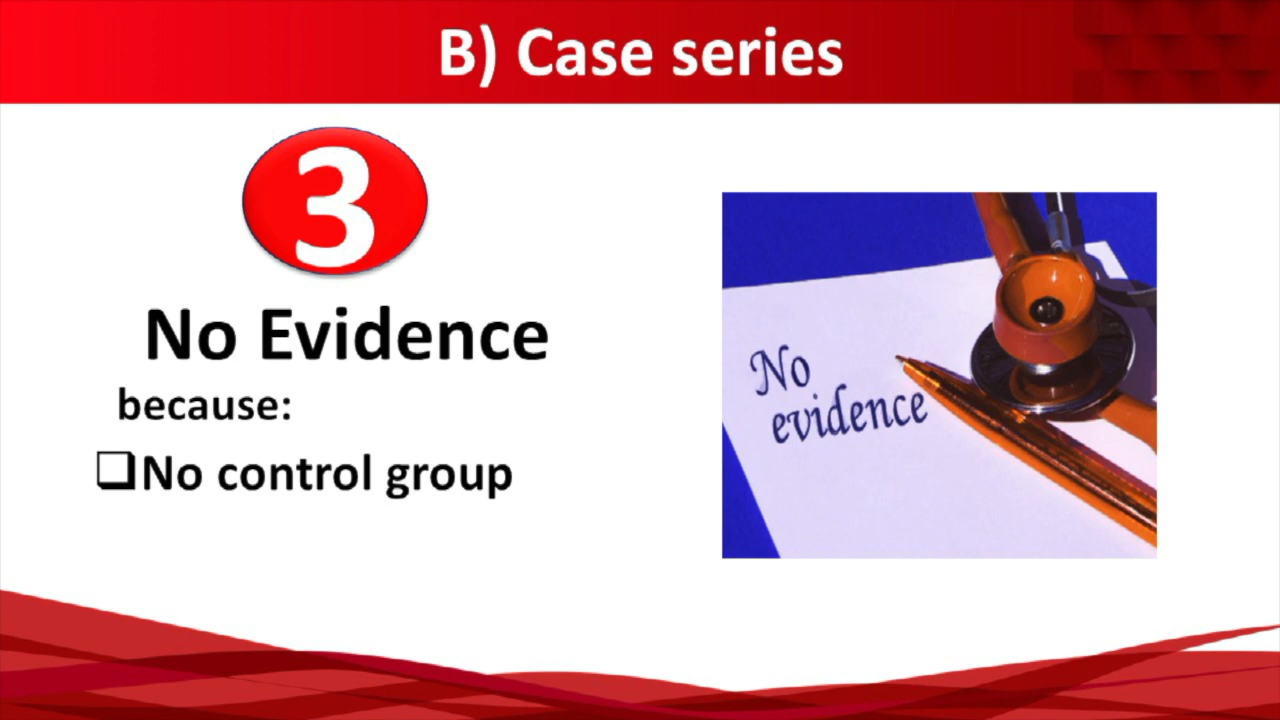 B) Case series
3
No Evidence
because:
❑No control group
No
evidence